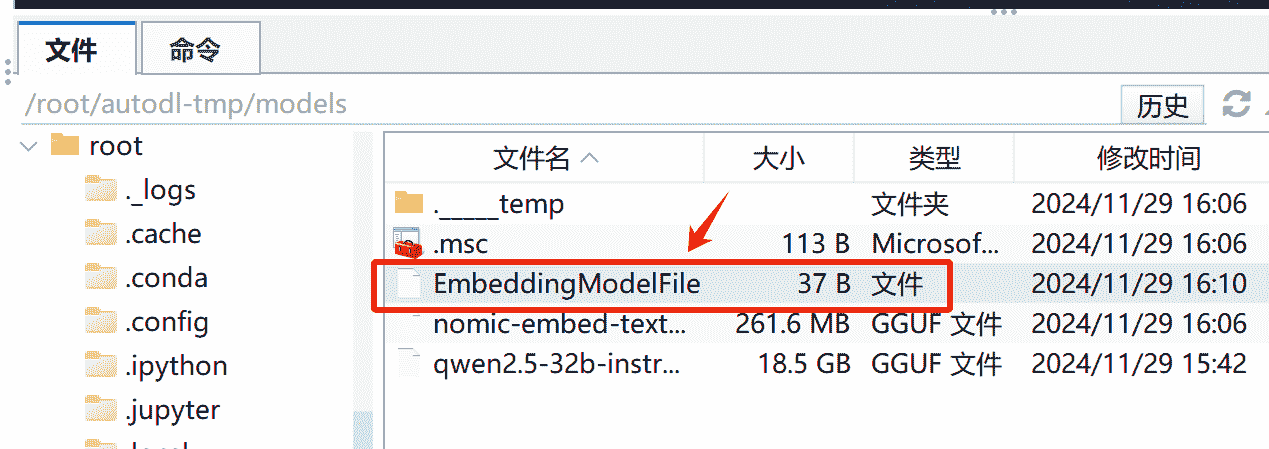 文件 命令
/root/autodl-tmp/models 历史
root
._logs
.cache
.conda
.config
.ipython
.jupyter
文件名 大小 类型 修改时间
._____temp 文件夹 2024/11/29 16:06
.msc 113 B Microsof... 2024/11/29 16:06
EmbeddingModelFile 37 B 文件 2024/11/29 16:10
nomic-embed-text... 261.6 MB GGUF 文件 2024/11/29 16:06
qwen2.5-32b-instr... 18.5 GB GGUF 文件 2024/11/29 15:42